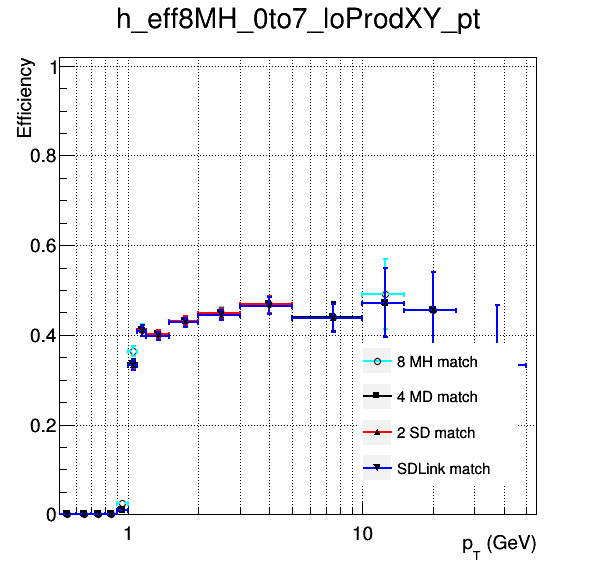 h_eff8MH_0to7_loProdXY_pt
Efficiency
1
0.8
0.6
0.4
0.2
0
8 MH match
4 MD match
2 SD match
SDLink match
1
10
p_T (GeV)